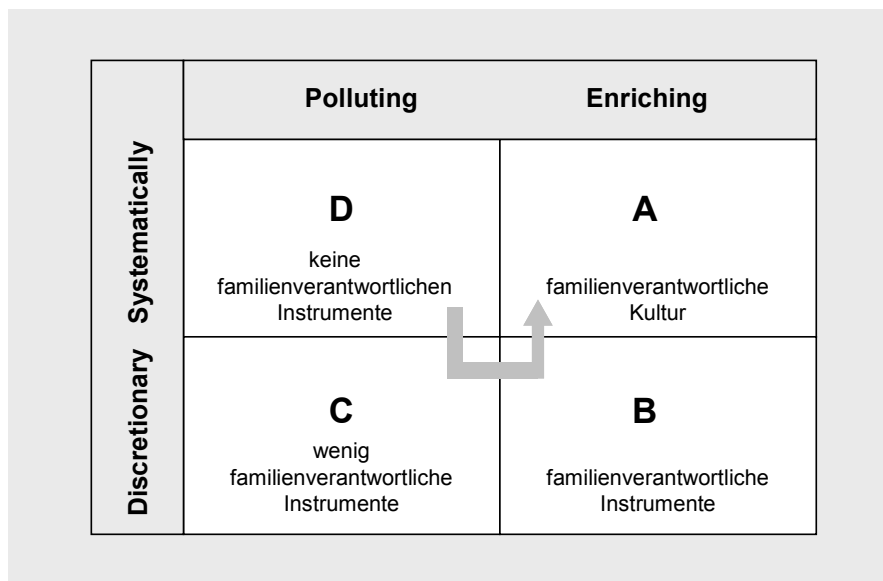 Polluting Enriching
Systematically
D
keine
familienverantwortlichen
Instrumente
A
familienverantwortliche
Kultur
Discretionary
C
wenig
familienverantwortliche
Instrumente
B
familienverantwortliche
Instrumente